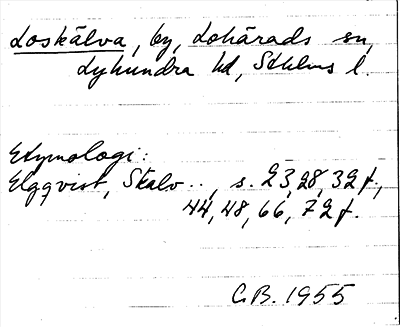 Loskälva, by, Lohärads sn,
Lyhundra hd, Sthlms l.
Etymologi:
Elgqvist, Skalv.., s. 23, 28, 32 f.,
44, 48, 66, 72 f.
C.B. 1955